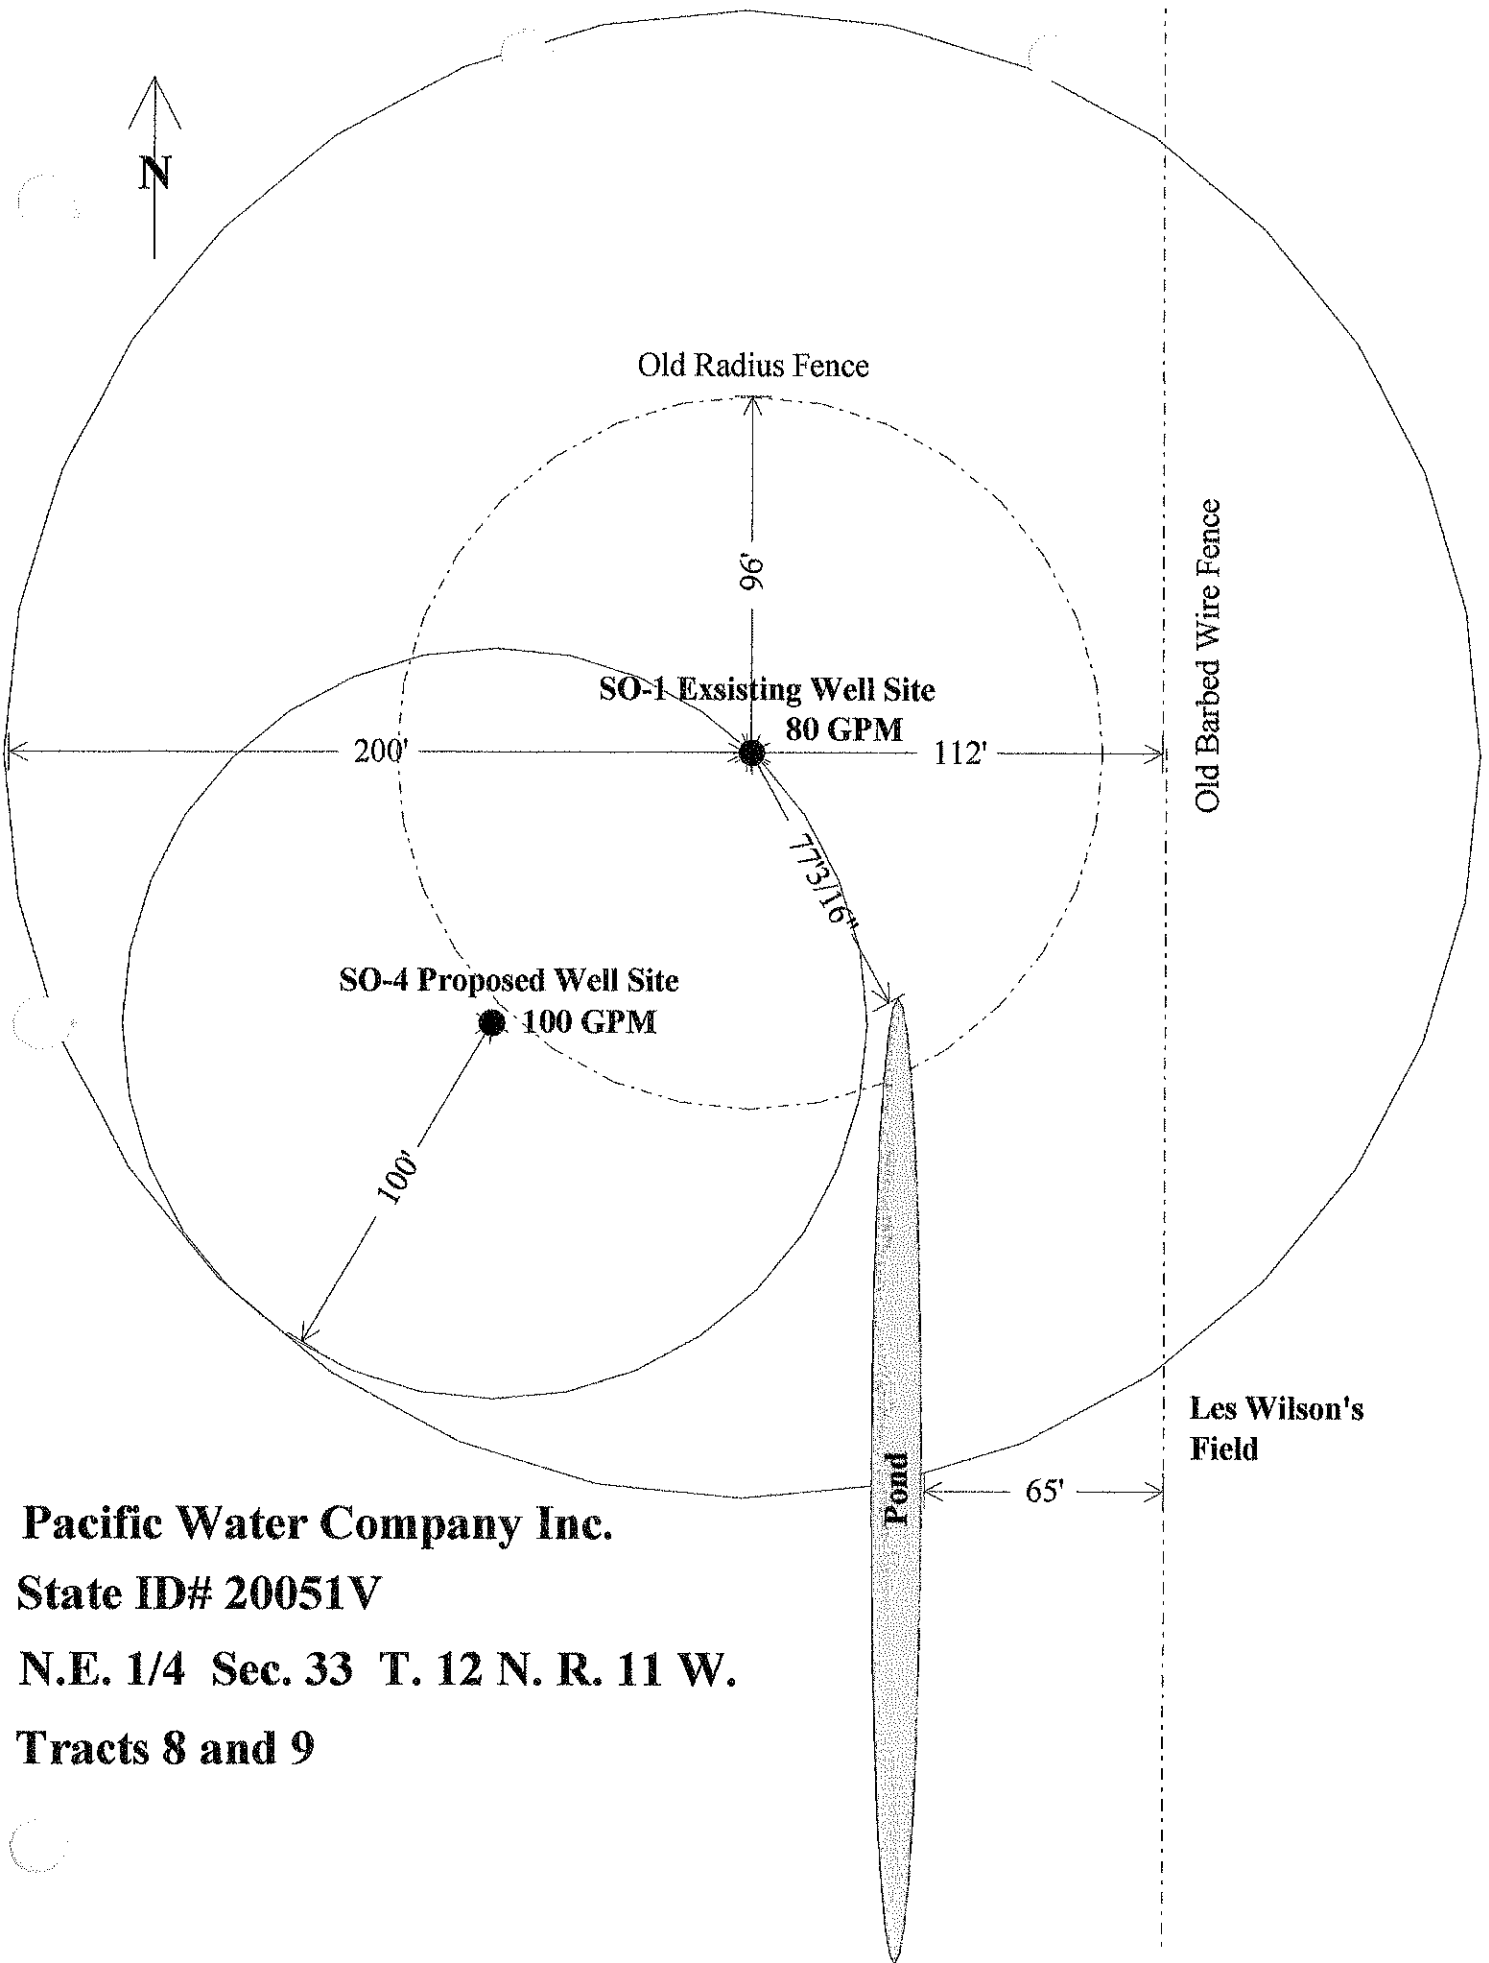 N
Old Radius Fence
96'
Old Barbed Wire Fence
SO-1 Exsisting Well Site
80 GPM
200'
112'
77'3/16"
SO-4 Proposed Well Site
100 GPM
100'
Les Wilson's
Field
Pond
65'
Pacific Water Company Inc.
State ID# 20051V
N.E. 1/4 Sec. 33 T. 12 N. R. 11 W.
Tracts 8 and 9